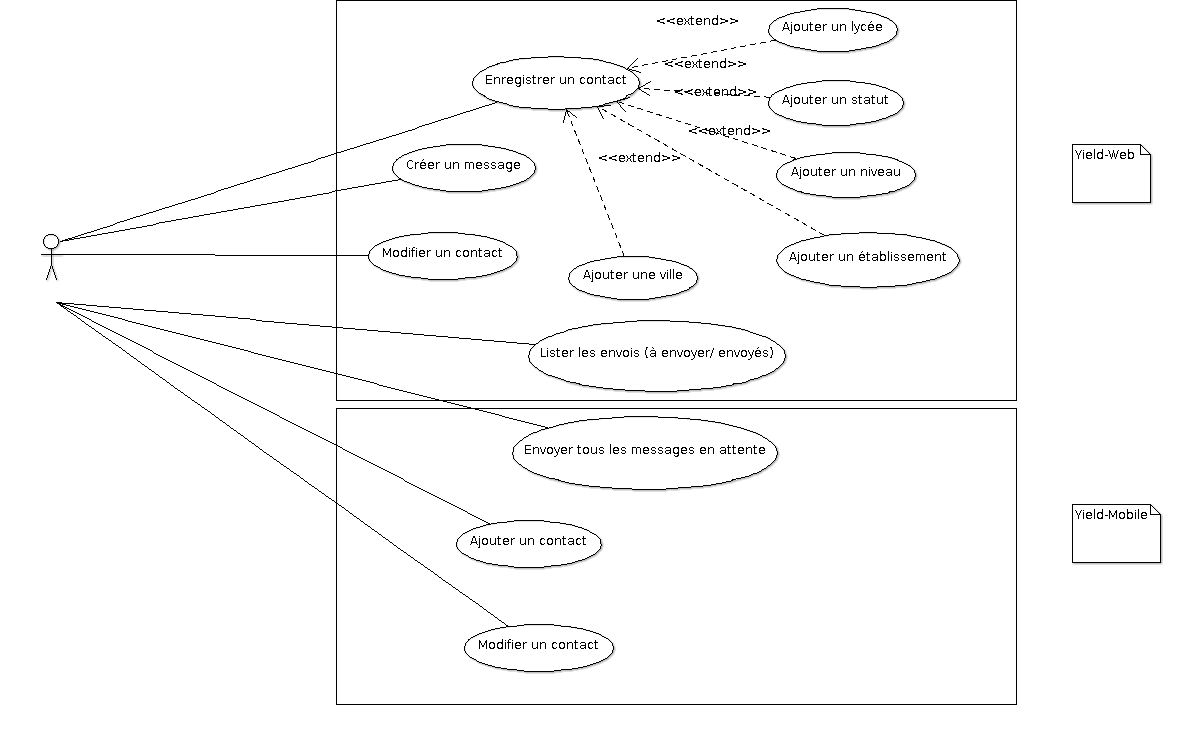 <<extend>>
Ajouter un lycée
Enregistrer un contact
<<extend>>
<<extend>>
Ajouter un statut
<<extend>>
Créer un message
<<extend>>
Ajouter un niveau
Yield-Web
Modifier un contact
Ajouter une ville
Ajouter un établissement
Lister les envois (à envoyer/ envoyés)
Envoyer tous les messages en attente
Yield-Mobile
Ajouter un contact
Modifier un contact